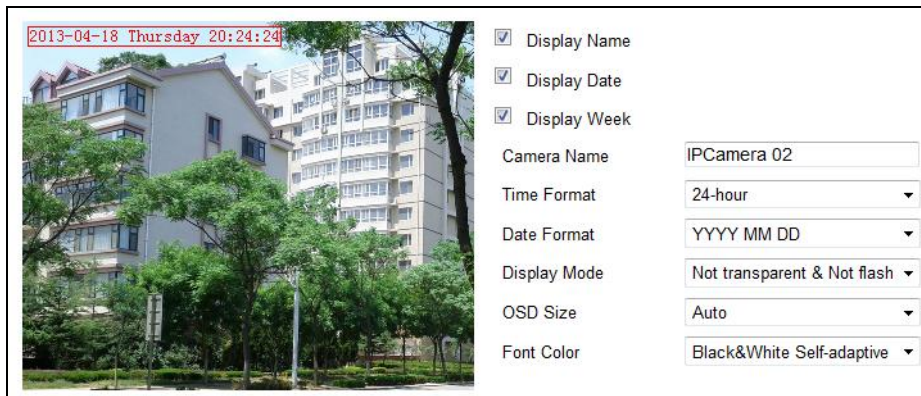 2013-04-18 Thursday 20:24:24
Display Name
Display Date
Display Week
Camera Name IPCamera 02
Time Format 24-hour
Date Format YYYY MM DD
Display Mode Not transparent & Not flash
OSD Size Auto
Font Color Black&White Self-adaptive